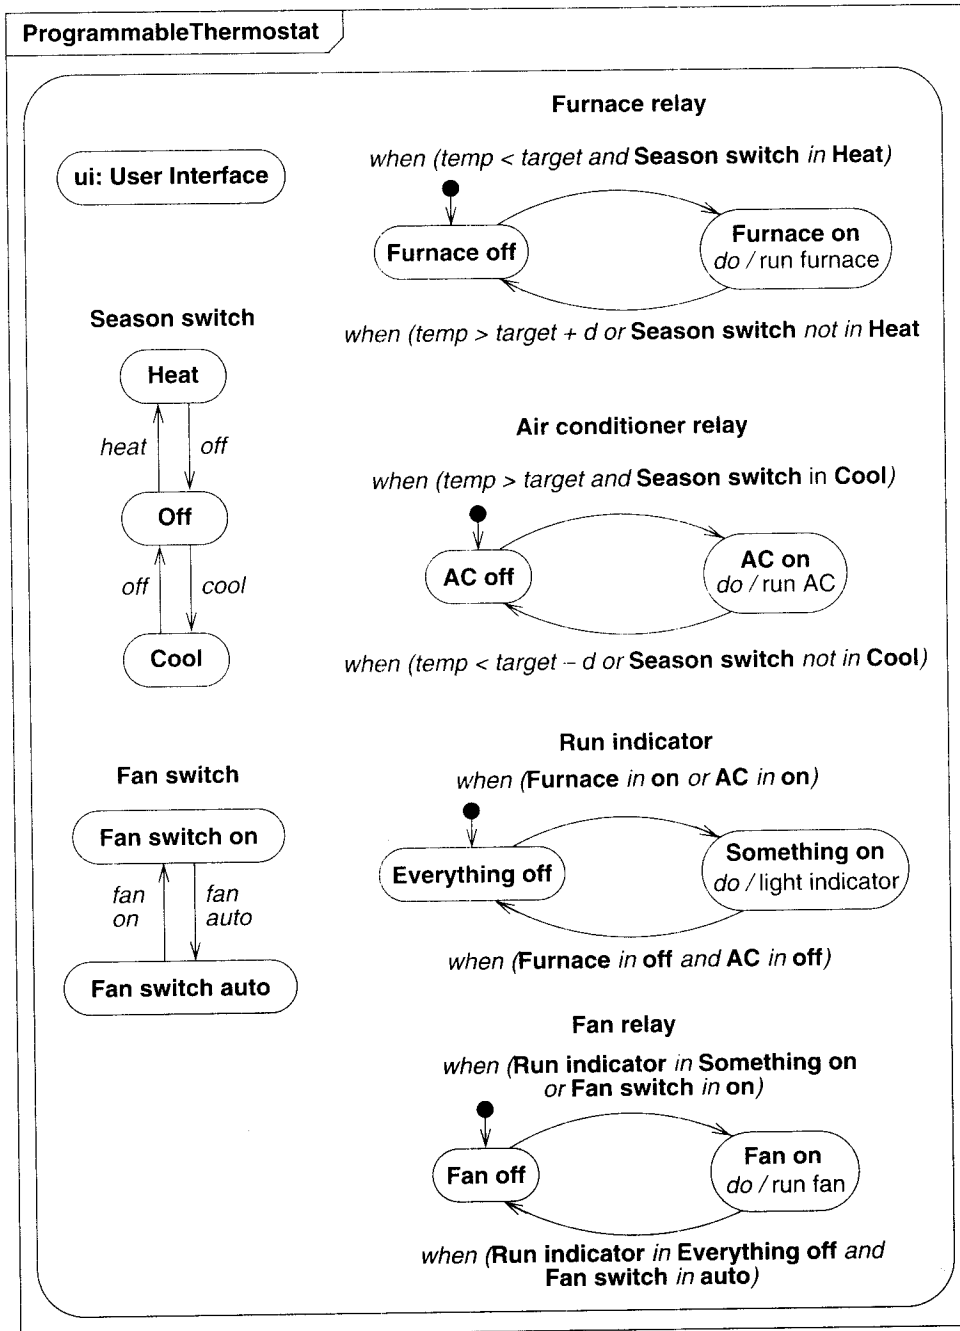 ProgrammableThermostat
ui: User Interface
Season switch
Heat
heat
off
Off
off
cool
Cool
Fan switch
Fan switch on
fan
on
fan
auto
Fan switch auto
Furnace relay
when (temp < target and Season switch in Heat)
Furnace off
Furnace on
do / run furnace
when (temp > target + d or Season switch not in Heat
Air conditioner relay
when (temp > target and Season switch in Cool)
AC off
AC on
do / run AC
when (temp < target – d or Season switch not in Cool)
Run indicator
when (Furnace in on or AC in on)
Everything off
Something on
do / light indicator
when (Furnace in off and AC in off)
Fan relay
when (Run indicator in Something on
or Fan switch in on)
Fan off
Fan on
do / run fan
when (Run indicator in Everything off and
Fan switch in auto)